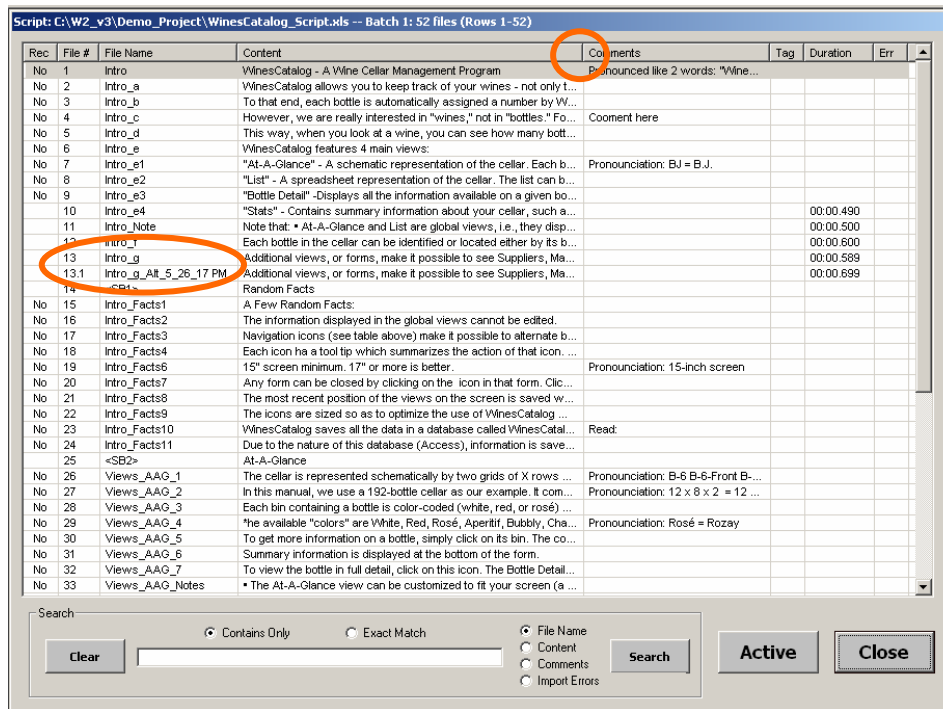 Script: C:\W2_v3\Demo_Project\WinesCatalog_Script.xls -- Batch 1: 52 files (Rows 1-52)
Rec File # File Name Content Comments Tag Duration Err
No 1 Intro WinesCatalog - A Wine Cellar Management Program Pronounced like 2 words: "Wine...
No 2 Intro_a WinesCatalog allows you to keep track of your wines - not only t...
No 3 Intro_b To that end, each bottle is automatically assigned a number by W...
No 4 Intro_c However, we are really interested in "wines," not in "bottles." Fo... Cooment here
No 5 Intro_d This way, when you look at a wine, you can see how many bott...
No 6 Intro_e WinesCatalog features 4 main views:
No 7 Intro_e1 "At-A-Glance" - A schematic representation of the cellar. Each b... Pronounciation: BJ = B.J.
No 8 Intro_e2 "List" - A spreadsheet representation of the cellar. The list can b...
No 9 Intro_e3 "Bottle Detail" -Displays all the information available on a given bo...
10 Intro_e4 "Stats" - Contains summary information about your cellar, such a... 00:00.490
11 Intro_Note Note that: • At-A-Glance and List are global views, i.e., they disp... 00:00.500
12 Intro_f Each bottle in the cellar can be identified or located either by its b... 00:00.600
13 Intro_g Additional views, or forms, make it possible to see Suppliers, Ma... 00:00.589
13.1 Intro_g_Alt_5_26_17 PM Additional views, or forms, make it possible to see Suppliers, Ma... 00:00.699
14 <SB1> Random Facts
No 15 Intro_Facts1 A Few Random Facts:
No 16 Intro_Facts2 The information displayed in the global views cannot be edited.
No 17 Intro_Facts3 Navigation icons (see table above) make it possible to alternate b...
No 18 Intro_Facts4 Each icon ha a tool tip which summarizes the action of that icon. ...
No 19 Intro_Facts6 15" screen minimum. 17" or more is better. Pronounciation: 15-inch screen
No 20 Intro_Facts7 Any form can be closed by clicking on the icon in that form. Clic...
No 21 Intro_Facts8 The most recent position of the views on the screen is saved w...
No 22 Intro_Facts9 The icons are sized so as to optimize the use of WinesCatalog ...
No 23 Intro_Facts10 WinesCatalog saves all the data in a database called WinesCatal... Read:
No 24 Intro_Facts11 Due to the nature of this database (Access), information is save...
25 <SB2> At-A-Glance
No 26 Views_AAG_1 The cellar is represented schematically by two grids of X rows ... Pronounciation: B-6 B-6-Front B-...
No 27 Views_AAG_2 In this manual, we use a 192-bottle cellar as our example. It com... Pronounciation: 12 x 8 x 2 = 12 ...
No 28 Views_AAG_3 Each bin containing a bottle is color-coded (white, red, or rosé) ...
No 29 Views_AAG_4 *he available "colors" are White, Red, Rosé, Aperitif, Bubbly, Cha... Pronounciation: Rosé = Rozay
No 30 Views_AAG_5 To get more information on a bottle, simply click on its bin. The co...
No 31 Views_AAG_6 Summary information is displayed at the bottom of the form.
No 32 Views_AAG_7 To view the bottle in full detail, click on this icon. The Bottle Detail...
No 33 Views_AAG_Notes • The At-A-Glance view can be customized to fit your screen (a ...
Search
Contains Only Exact Match File Name
Content
Comments
Import Errors
Clear Search Active Close